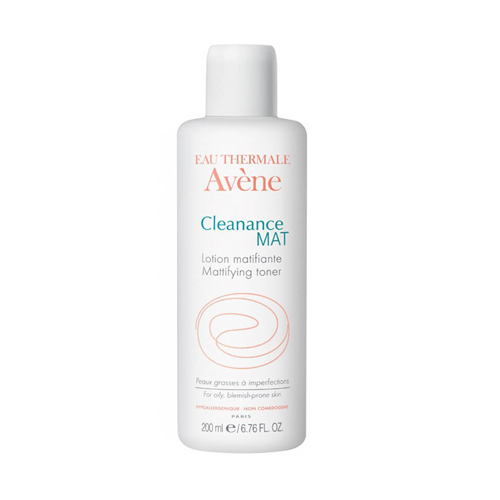 EAU THERMALE
Avène
Cleanance
MAT
Lotion matifiante
Mattifying toner
Peaux grasses à imperfections
For oily, blemish-prone skin
HYPOALLERGENIQUE - NON COMEDOGENE
PARIS
200 ml ℮/6.76 FL. OZ.